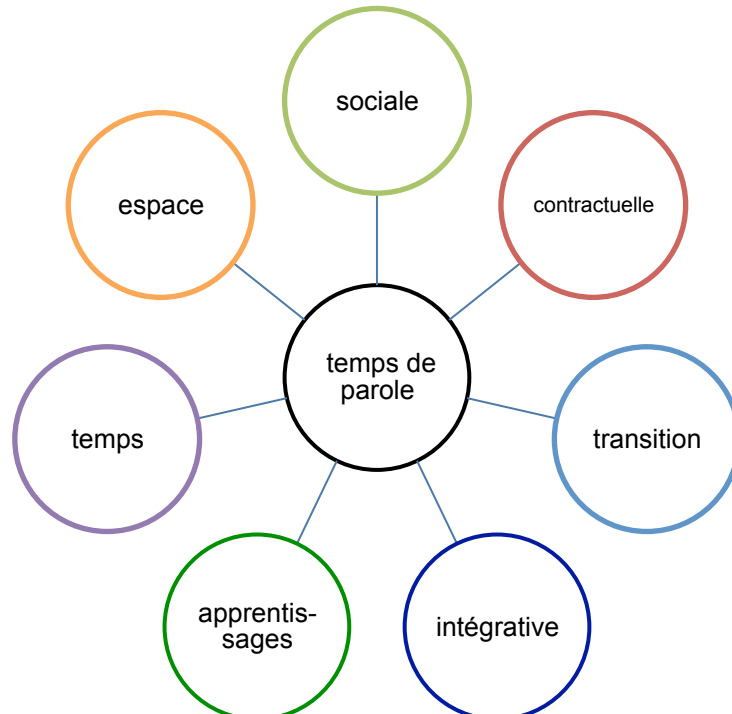 sociale
espace
contractuelle
temps de
parole
temps
transition
apprentis-
sages
intégrative